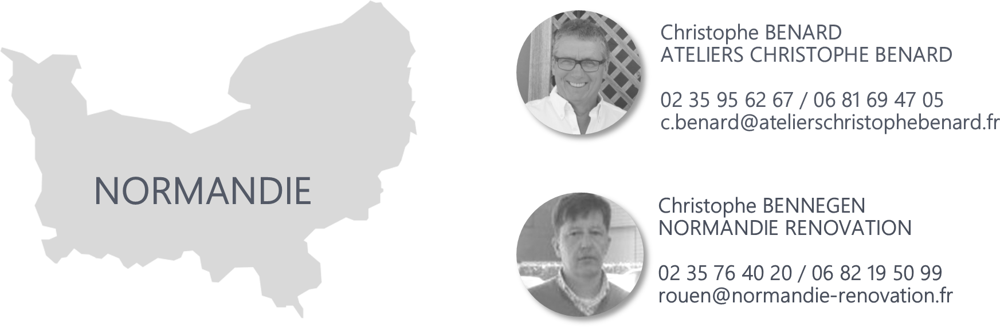 NORMANDIE
Christophe BENARD
ATELIERS CHRISTOPHE BENARD
02 35 95 62 67 / 06 81 69 47 05
c.benard@atelierschristophebenard.fr
Christophe BENNEGEN
NORMANDIE RENOVATION
02 35 76 40 20 / 06 82 19 50 99
rouen@normandie-renovation.fr